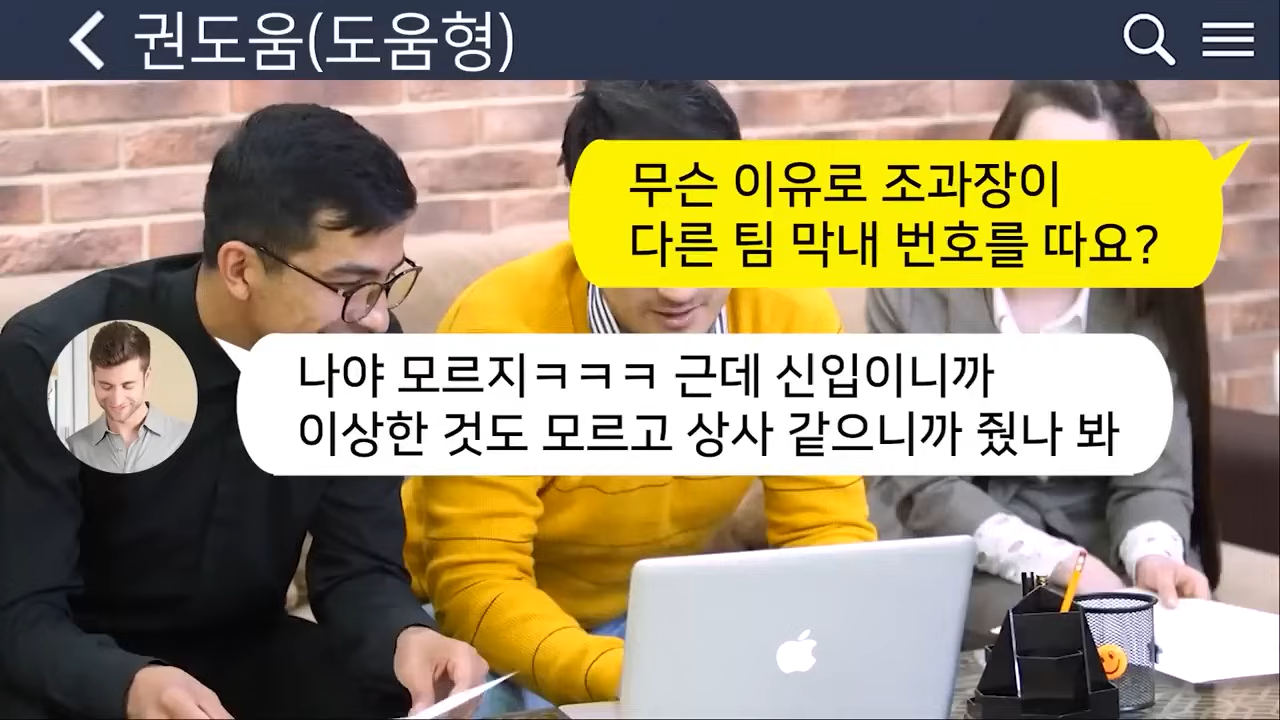 권도움(도움형)
무슨 이유로 조과장이
다른 팀 막내 번호를 따요?
나야 모르지ㅋㅋㅋ 근데 신입이니까
이상한 것도 모르고 상사 같으니까 줬나 봐